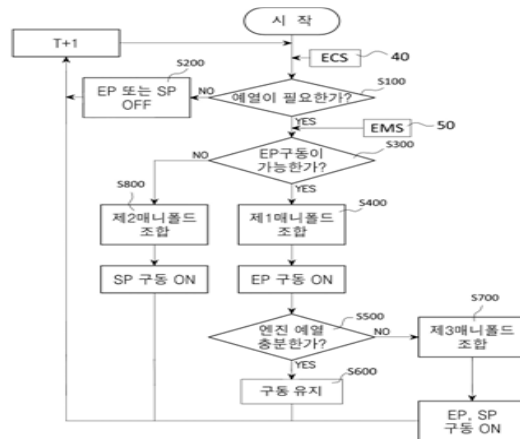 시 작
T+1
ECS
40
S200
S100
EP 또는 SP
OFF
NO
예열이 필요한가?
YES
EMS
50
S300
EP구동이
가능한가?
NO
YES
S800
S400
제2매니폴드
조합
제1매니폴드
조합
SP 구동 ON
EP 구동 ON
S500
S700
엔진 예열
충분한가?
NO
제3매니폴드
조합
YES
S600
구동 유지
EP, SP
구동 ON